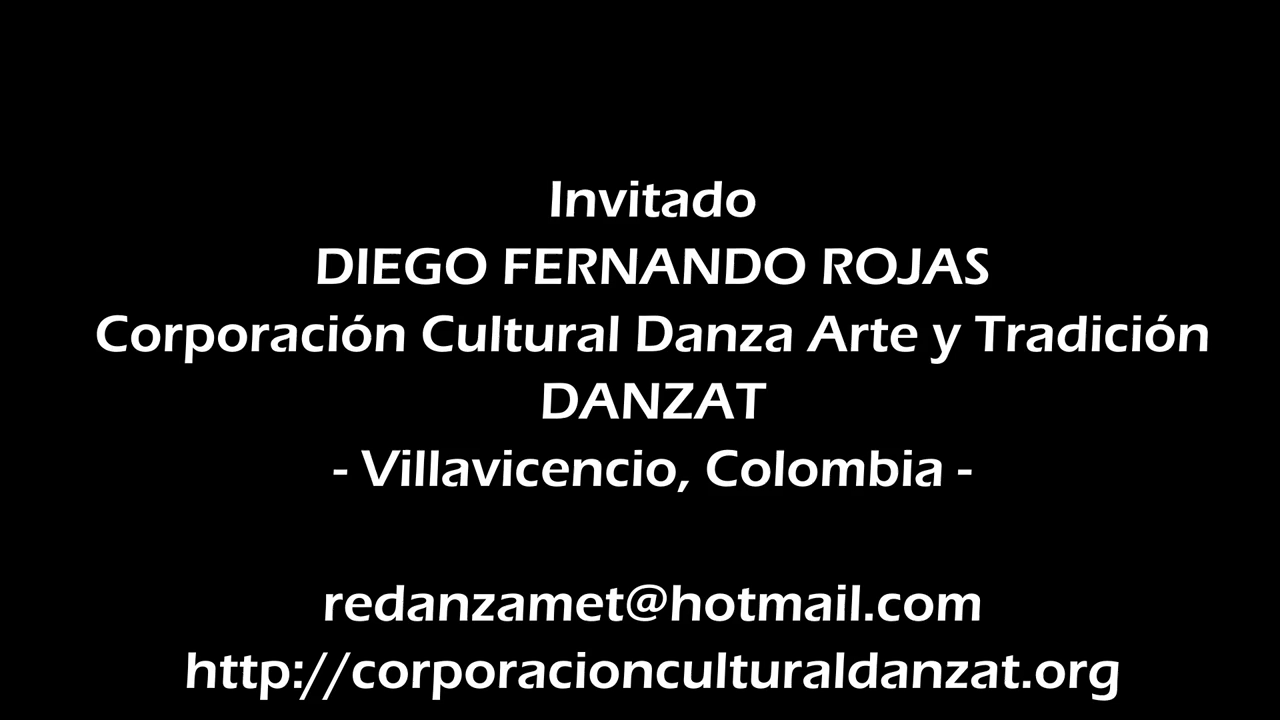 Invitado
DIEGO FERNANDO ROJAS
Corporación Cultural Danza Arte y Tradición
DANZAT
- Villavicencio, Colombia -
redanzamet@hotmail.com
http://corporacionculturaldanzat.org